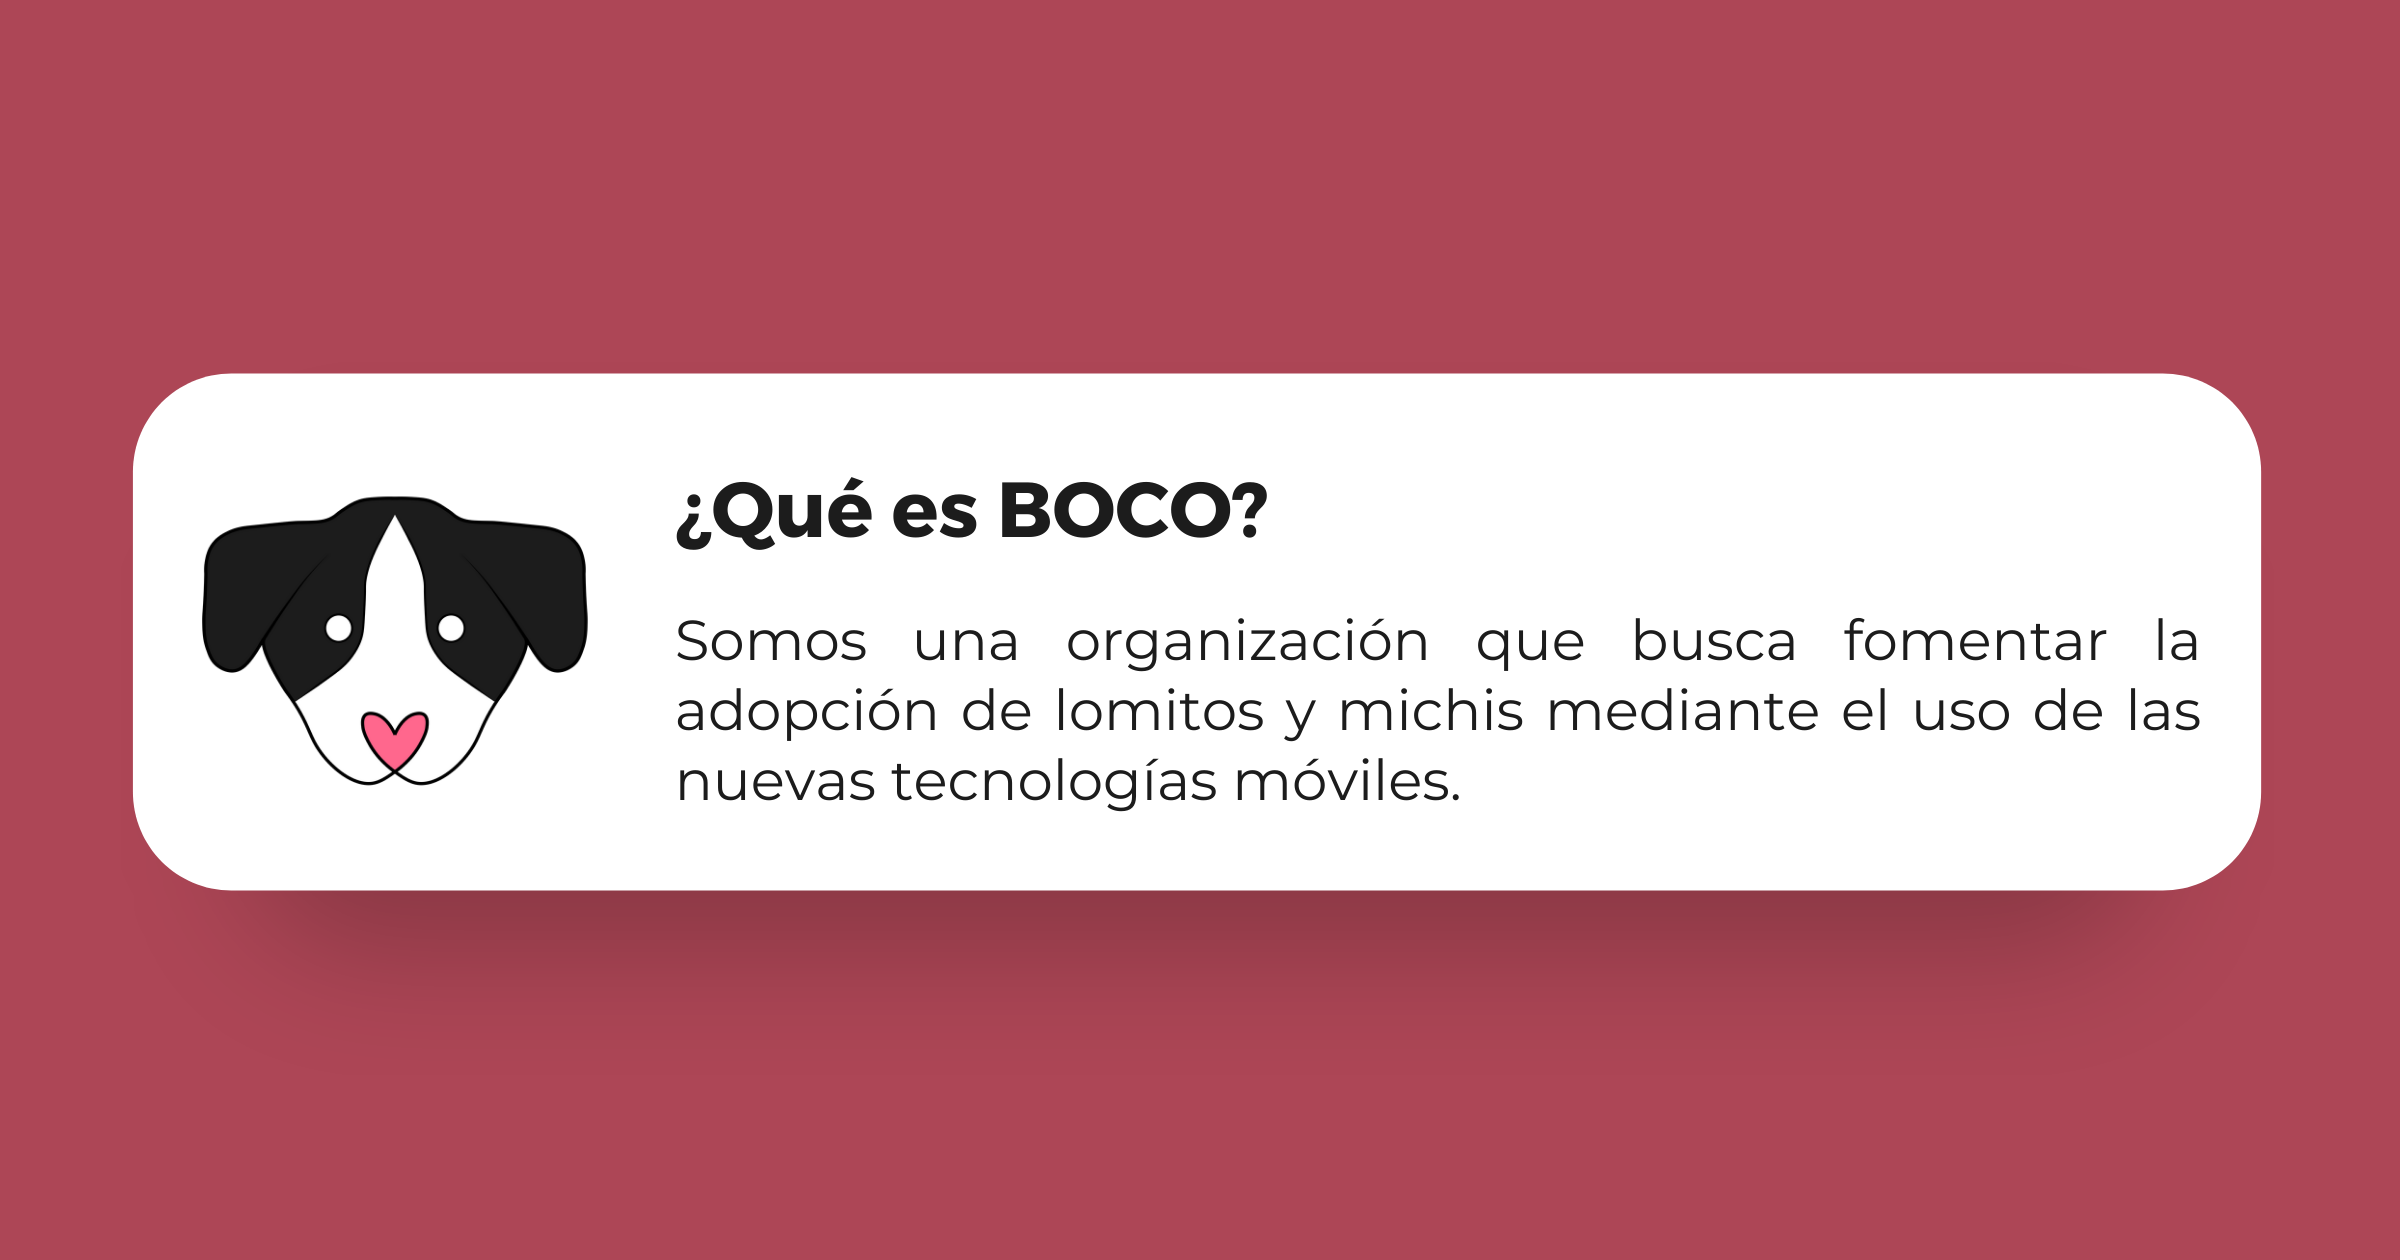 ¿Qué es BOCO?
Somos una organización que busca fomentar la
adopción de lomitos y michis mediante el uso de las
nuevas tecnologías móviles.